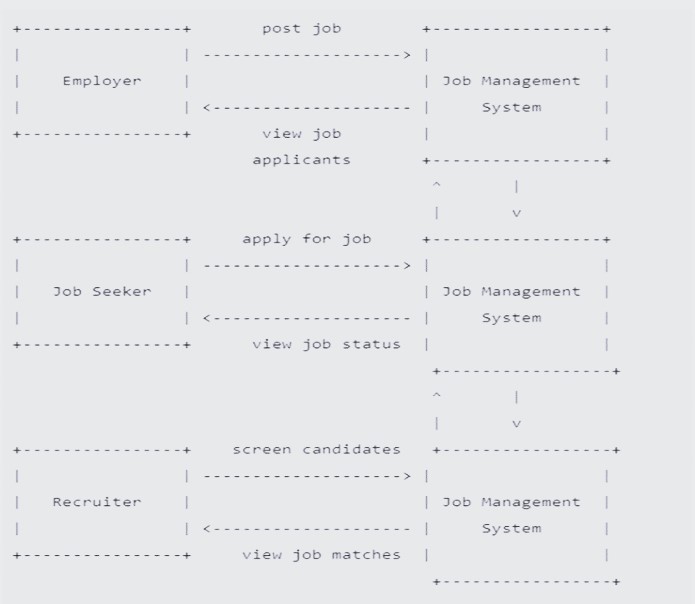 post job
Employer
Job Management
System
view job
applicants
apply for job
Job Seeker
Job Management
System
view job status
screen candidates
Recruiter
Job Management
System
view job matches